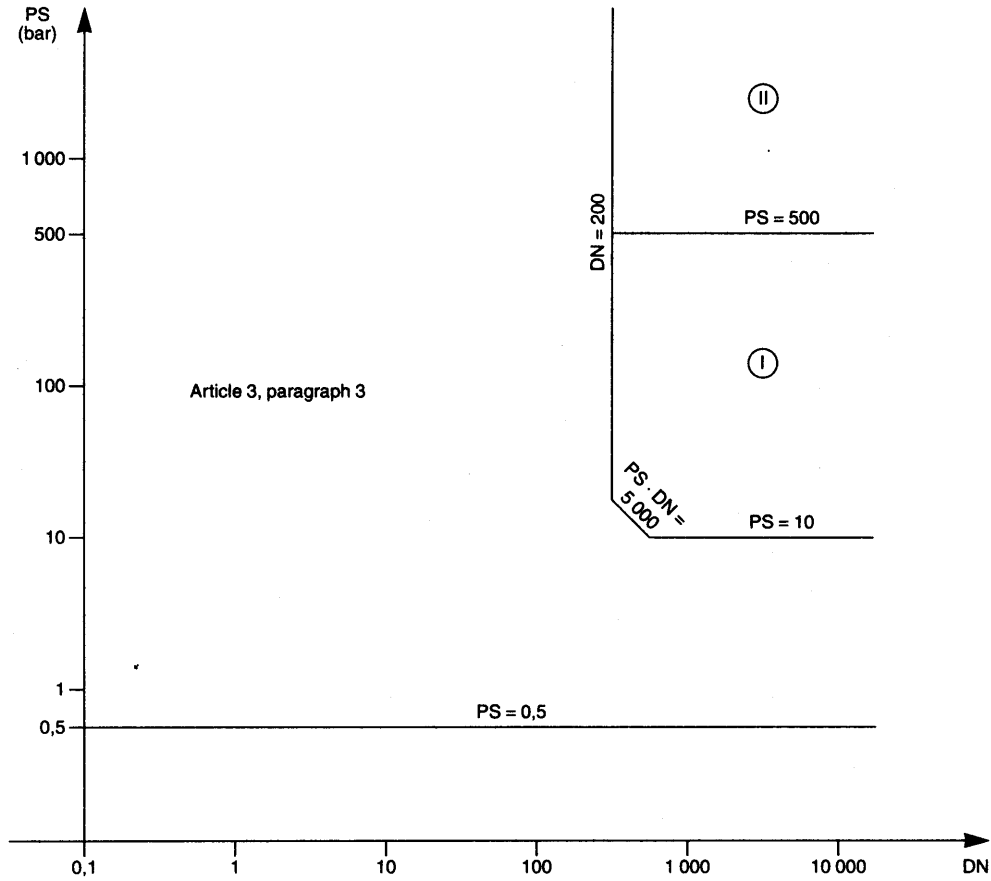 PS
(bar)
II
1 000
DN = 200
PS = 500
500
I
100
Article 3, paragraph 3
PS · DN =
5 000
PS = 10
10
1
PS = 0,5
0,5
0,1
1
10
100
1 000
10 000
DN